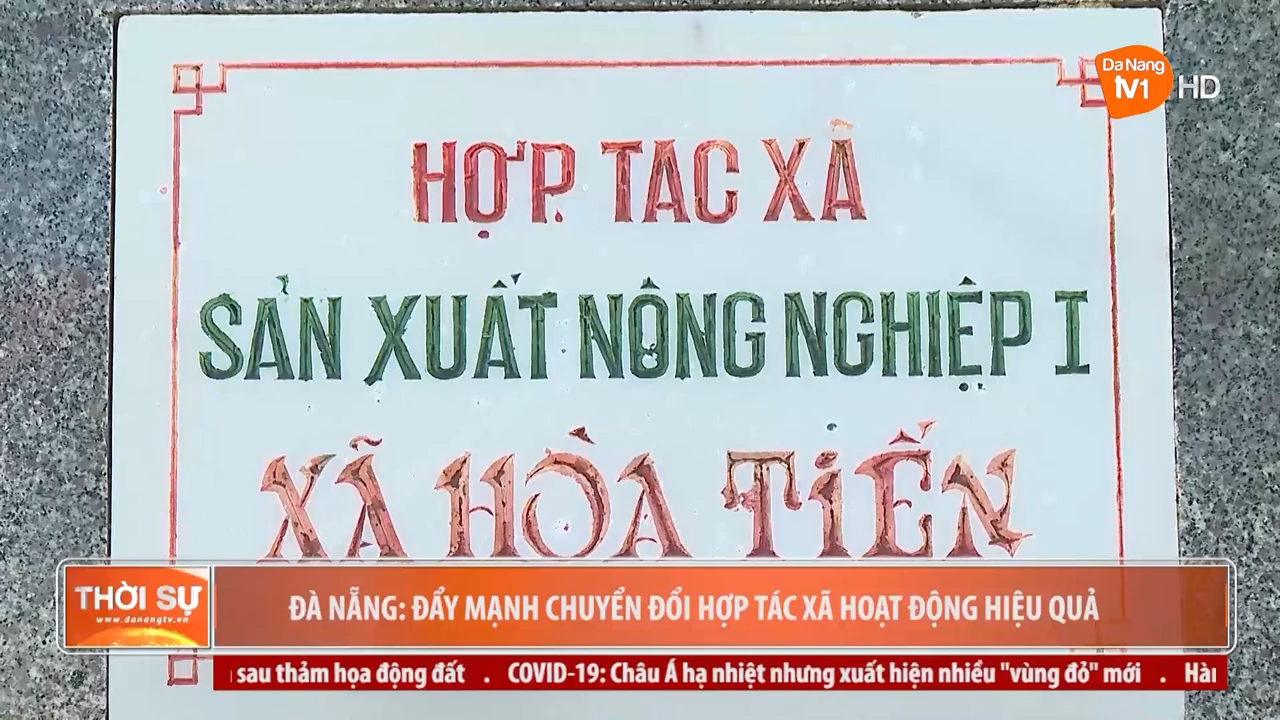 Da Nang
TV1 HD
HỢP TAC XÃ
SẢN XUẤT NÔNG NGHIỆP I
XÃ HÒA TIẾN
THỜI SỰ
www.danangtv.vn
ĐÀ NẴNG: ĐẨY MẠNH CHUYỂN ĐỔI HỢP TÁC XÃ HOẠT ĐỘNG HIỆU QUẢ
sau thảm họa động đất . COVID-19: Châu Á hạ nhiệt nhưng xuất hiện nhiều "vùng đỏ" mới .